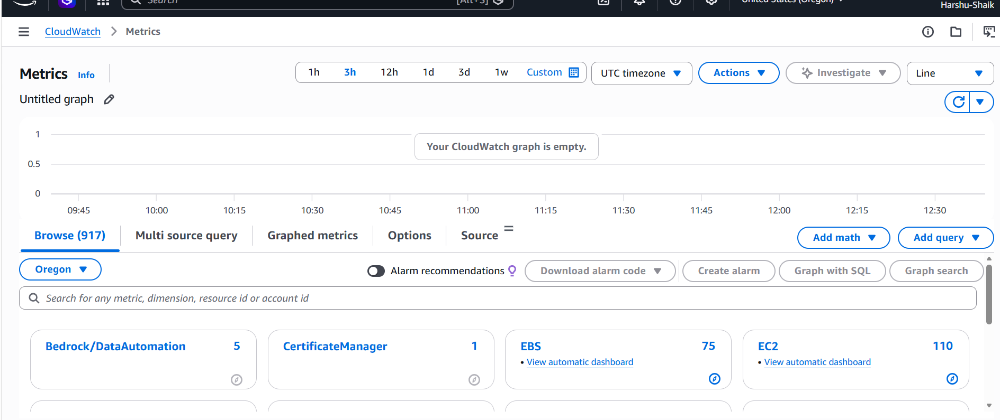 Search [Alt+S] United States (Oregon)
Harshu-Shaik
CloudWatch Metrics
Metrics Info 1h 3h 12h 1d 3d 1w Custom UTC timezone Actions Investigate Line
Untitled graph
1
Your CloudWatch graph is empty.
0.5
0
09:45 10:00 10:15 10:30 10:45 11:00 11:15 11:30 11:45 12:00 12:15 12:30
Browse (917) Multi source query Graphed metrics Options Source Add math Add query
Oregon Alarm recommendations Download alarm code Create alarm Graph with SQL Graph search
Search for any metric, dimension, resource id or account id
Bedrock/DataAutomation 5 CertificateManager 1 EBS 75 EC2 110
• View automatic dashboard • View automatic dashboard